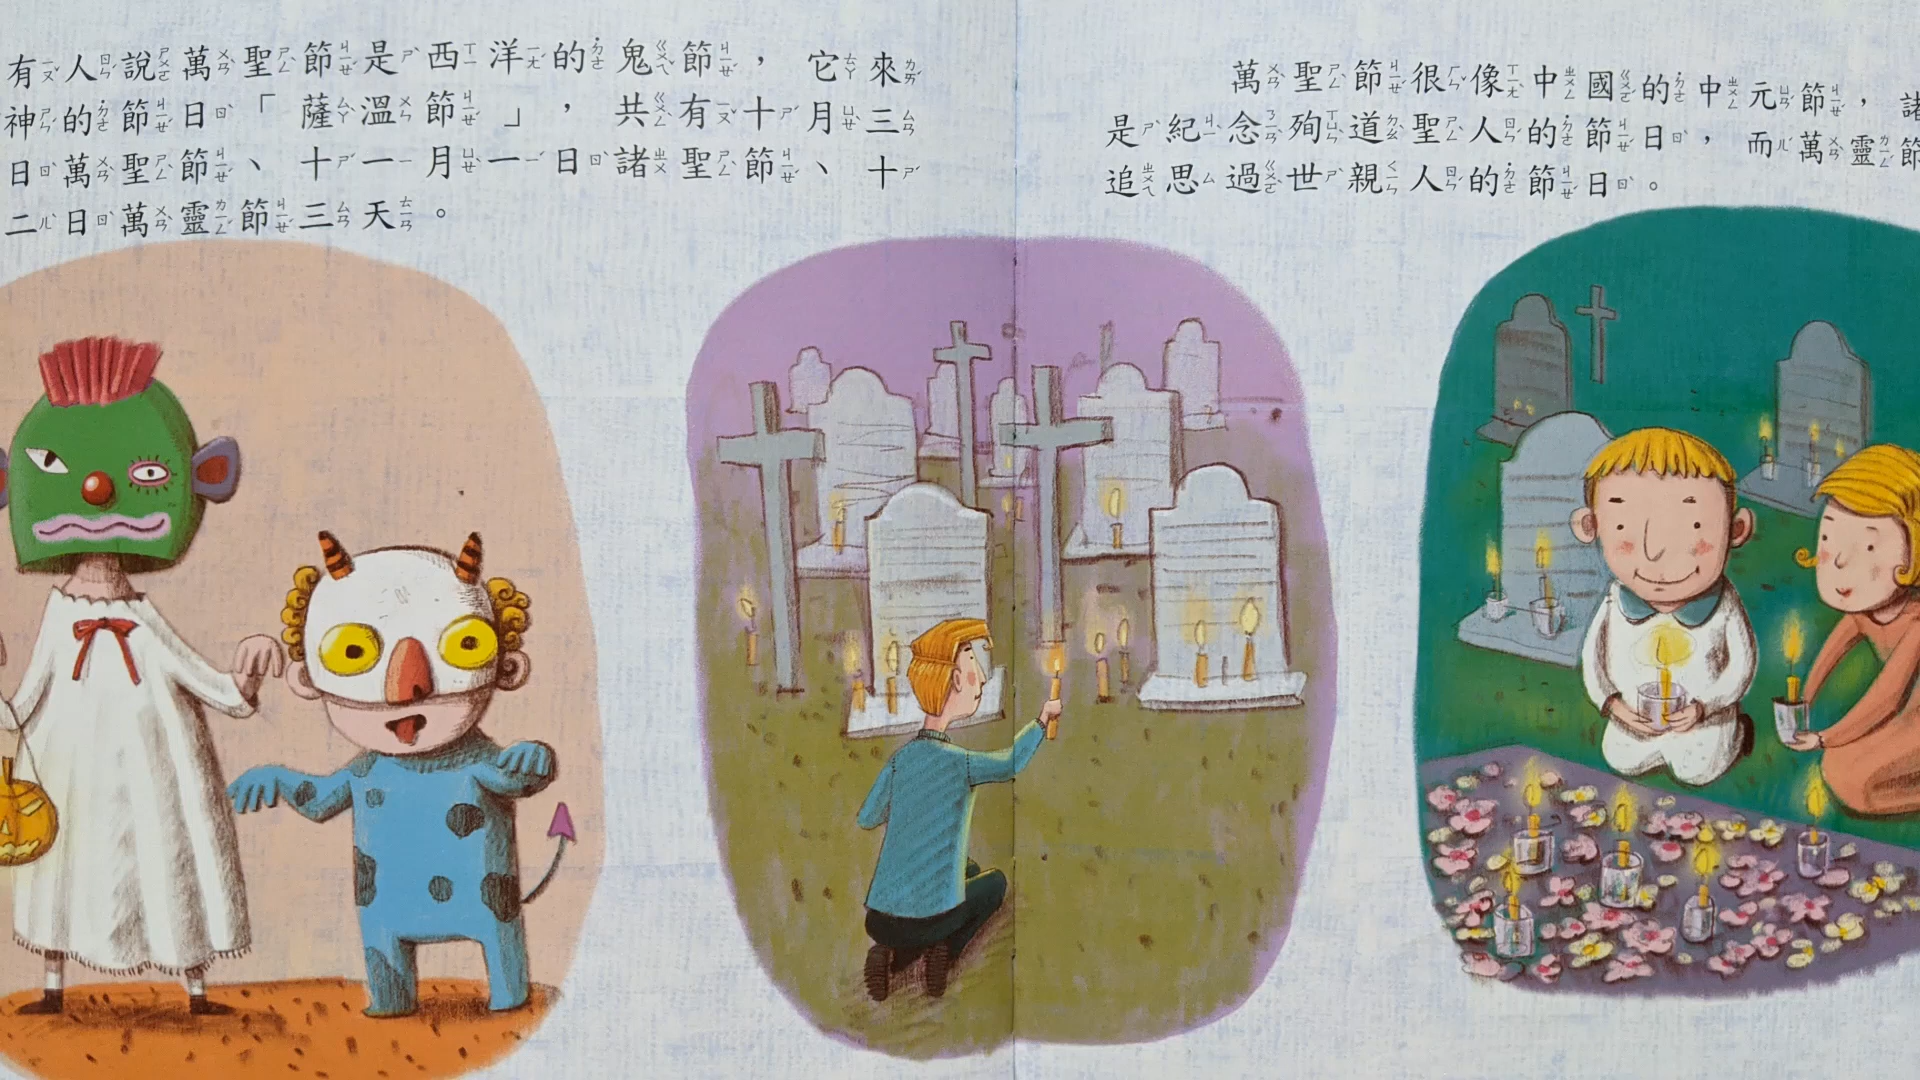 有人說萬聖節是西洋的鬼節，它來
神的節日「薩溫節」，共有十月三
日萬聖節、十一月一日諸聖節、十
二日萬靈節三天。
萬聖節很像中國的中元節，諸
是紀念殉道聖人的節日，而萬靈節
追思過世親人的節日。